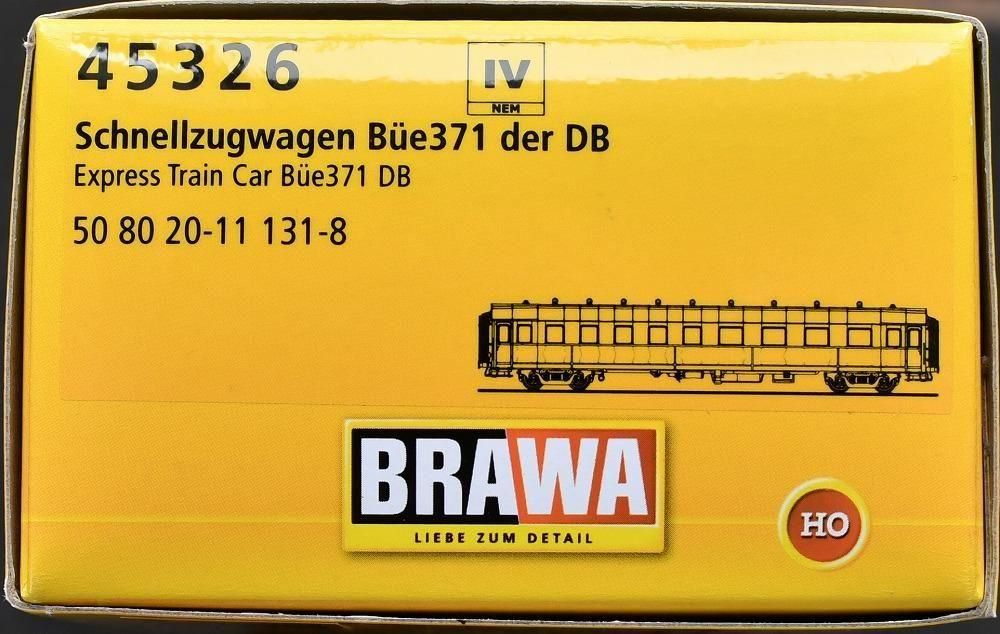 45326
IV
NEM
Schnellzugwagen Büe371 der DB
Express Train Car Büe371 DB
50 80 20-11 131-8
BRAWA
LIEBE ZUM DETAIL
HO